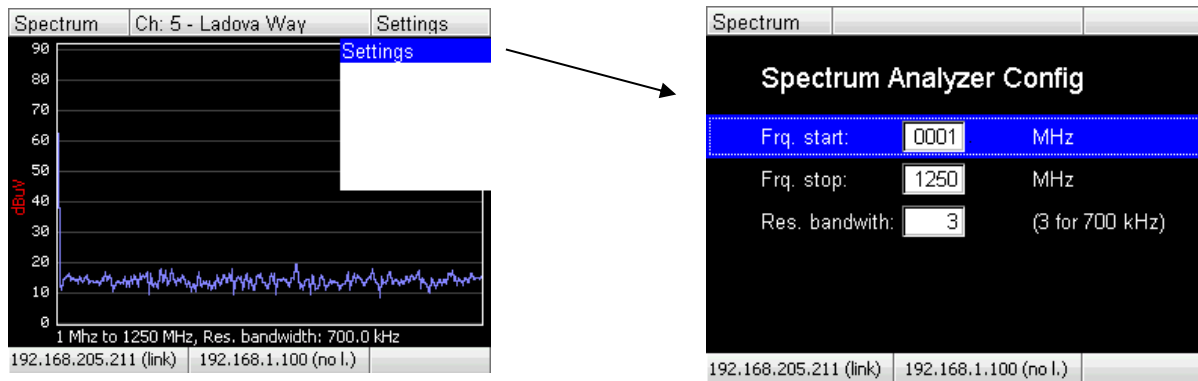 Spectrum Ch: 5 - Ladova Way Settings
Settings
90
80
70
60
50
40
30
20
10
0
dBuV
1 Mhz to 1250 MHz, Res. bandwidth: 700.0 kHz
192.168.205.211 (link) 192.168.1.100 (no l.)
Spectrum
Spectrum Analyzer Config
Frq. start: 0001 MHz
Frq. stop: 1250 MHz
Res. bandwith: 3 (3 for 700 kHz)
192.168.205.211 (link) 192.168.1.100 (no l.)